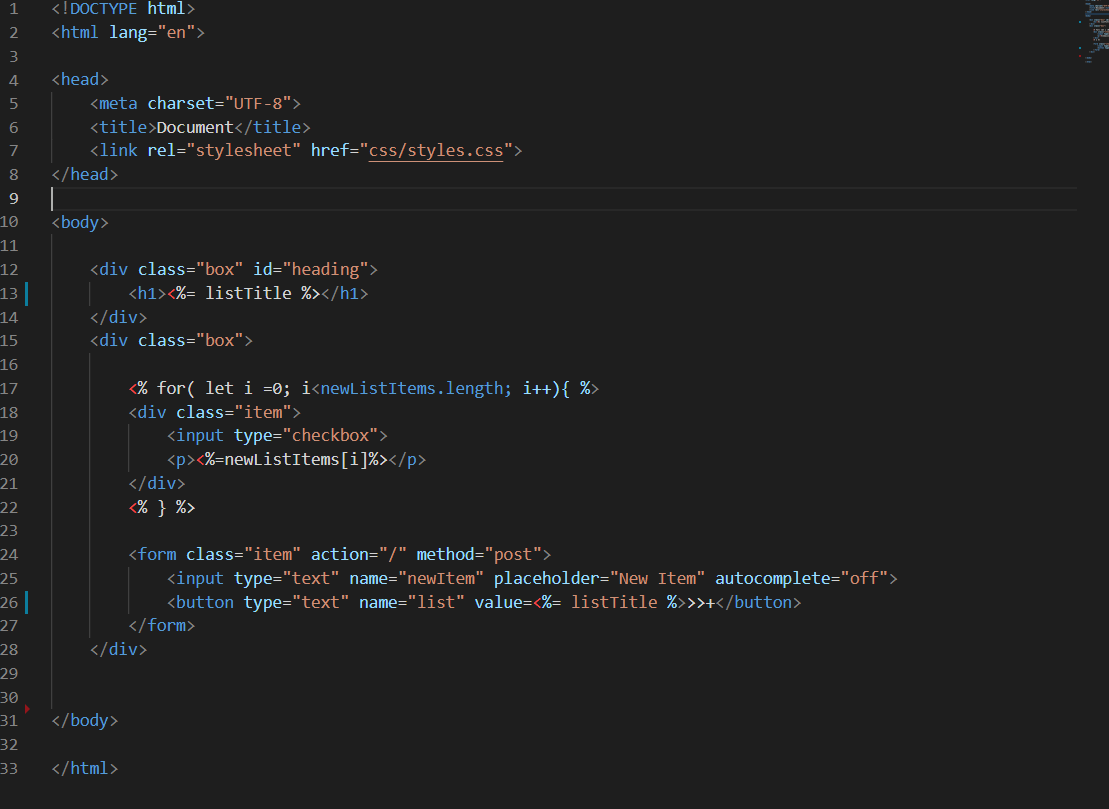 1 <!DOCTYPE html>
2 <html lang="en">
3
4 <head>
5     <meta charset="UTF-8">
6     <title>Document</title>
7     <link rel="stylesheet" href="css/styles.css">
8 </head>
9
10 <body>
11
12     <div class="box" id="heading">
13         <h1><%= listTitle %></h1>
14     </div>
15     <div class="box">
16
17         <% for( let i =0; i<newListItems.length; i++){ %>
18         <div class="item">
19             <input type="checkbox">
20             <p><%=newListItems[i]%></p>
21         </div>
22         <% } %>
23
24         <form class="item" action="/" method="post">
25             <input type="text" name="newItem" placeholder="New Item" autocomplete="off">
26             <button type="text" name="list" value=<%= listTitle %>>>+</button>
27         </form>
28     </div>
29
30
31 </body>
32
33 </html>